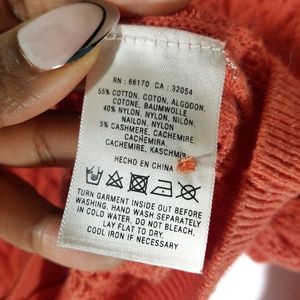 RN : 66170 CA : 32054
55% COTTON, COTON, ALGODON,
COTONE, BAUMWOLLE
40% NYLON, NYLON, NILÓN,
NAILON, NYLON
5% CASHMERE, CACHEMIRE,
CACHEMIRE, CACHEMIRA,
CACHEMIRE, KASCHMIR
HECHO EN CHINA
TURN GARMENT INSIDE OUT BEFORE
WASHING, HAND WASH SEPARATELY
IN COLD WATER, DO NOT BLEACH,
LAY FLAT TO DRY,
COOL IRON IF NECESSARY